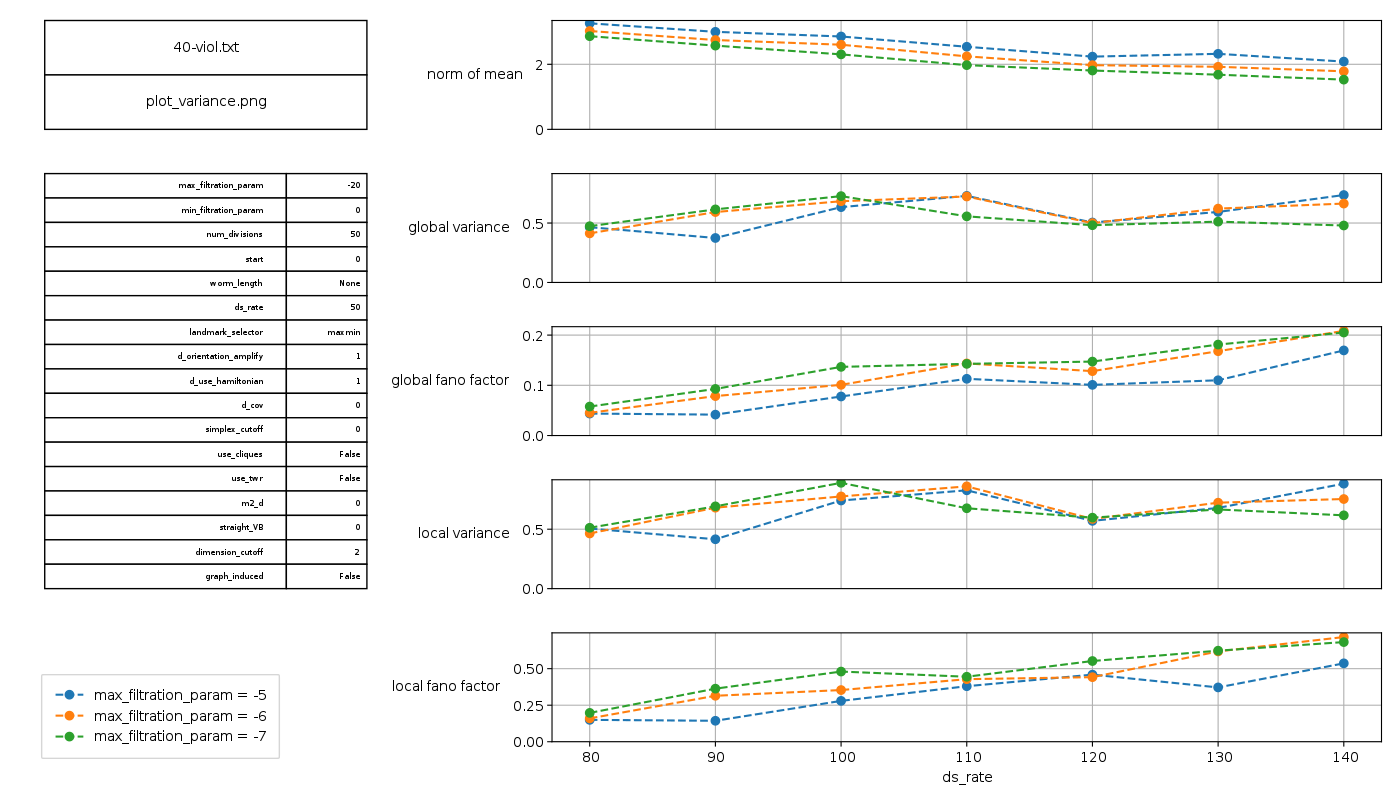 40-viol.txt
plot_variance.png
max_filtration_param -20
min_filtration_param 0
num_divisions 50
start 0
worm_length None
ds_rate 50
landmark_selector maxmin
d_orientation_amplify 1
d_use_hamiltonian 1
d_cov 0
simplex_cutoff 0
use_cliques False
use_twr False
m2_d 0
straight_VB 0
dimension_cutoff 2
graph_induced False
max_filtration_param = -5
max_filtration_param = -6
max_filtration_param = -7
norm of mean
2
0
global variance
0.5
0.0
global fano factor
0.2
0.1
0.0
local variance
0.5
0.0
local fano factor
0.50
0.25
0.00
80 90 100 110 120 130 140
ds_rate